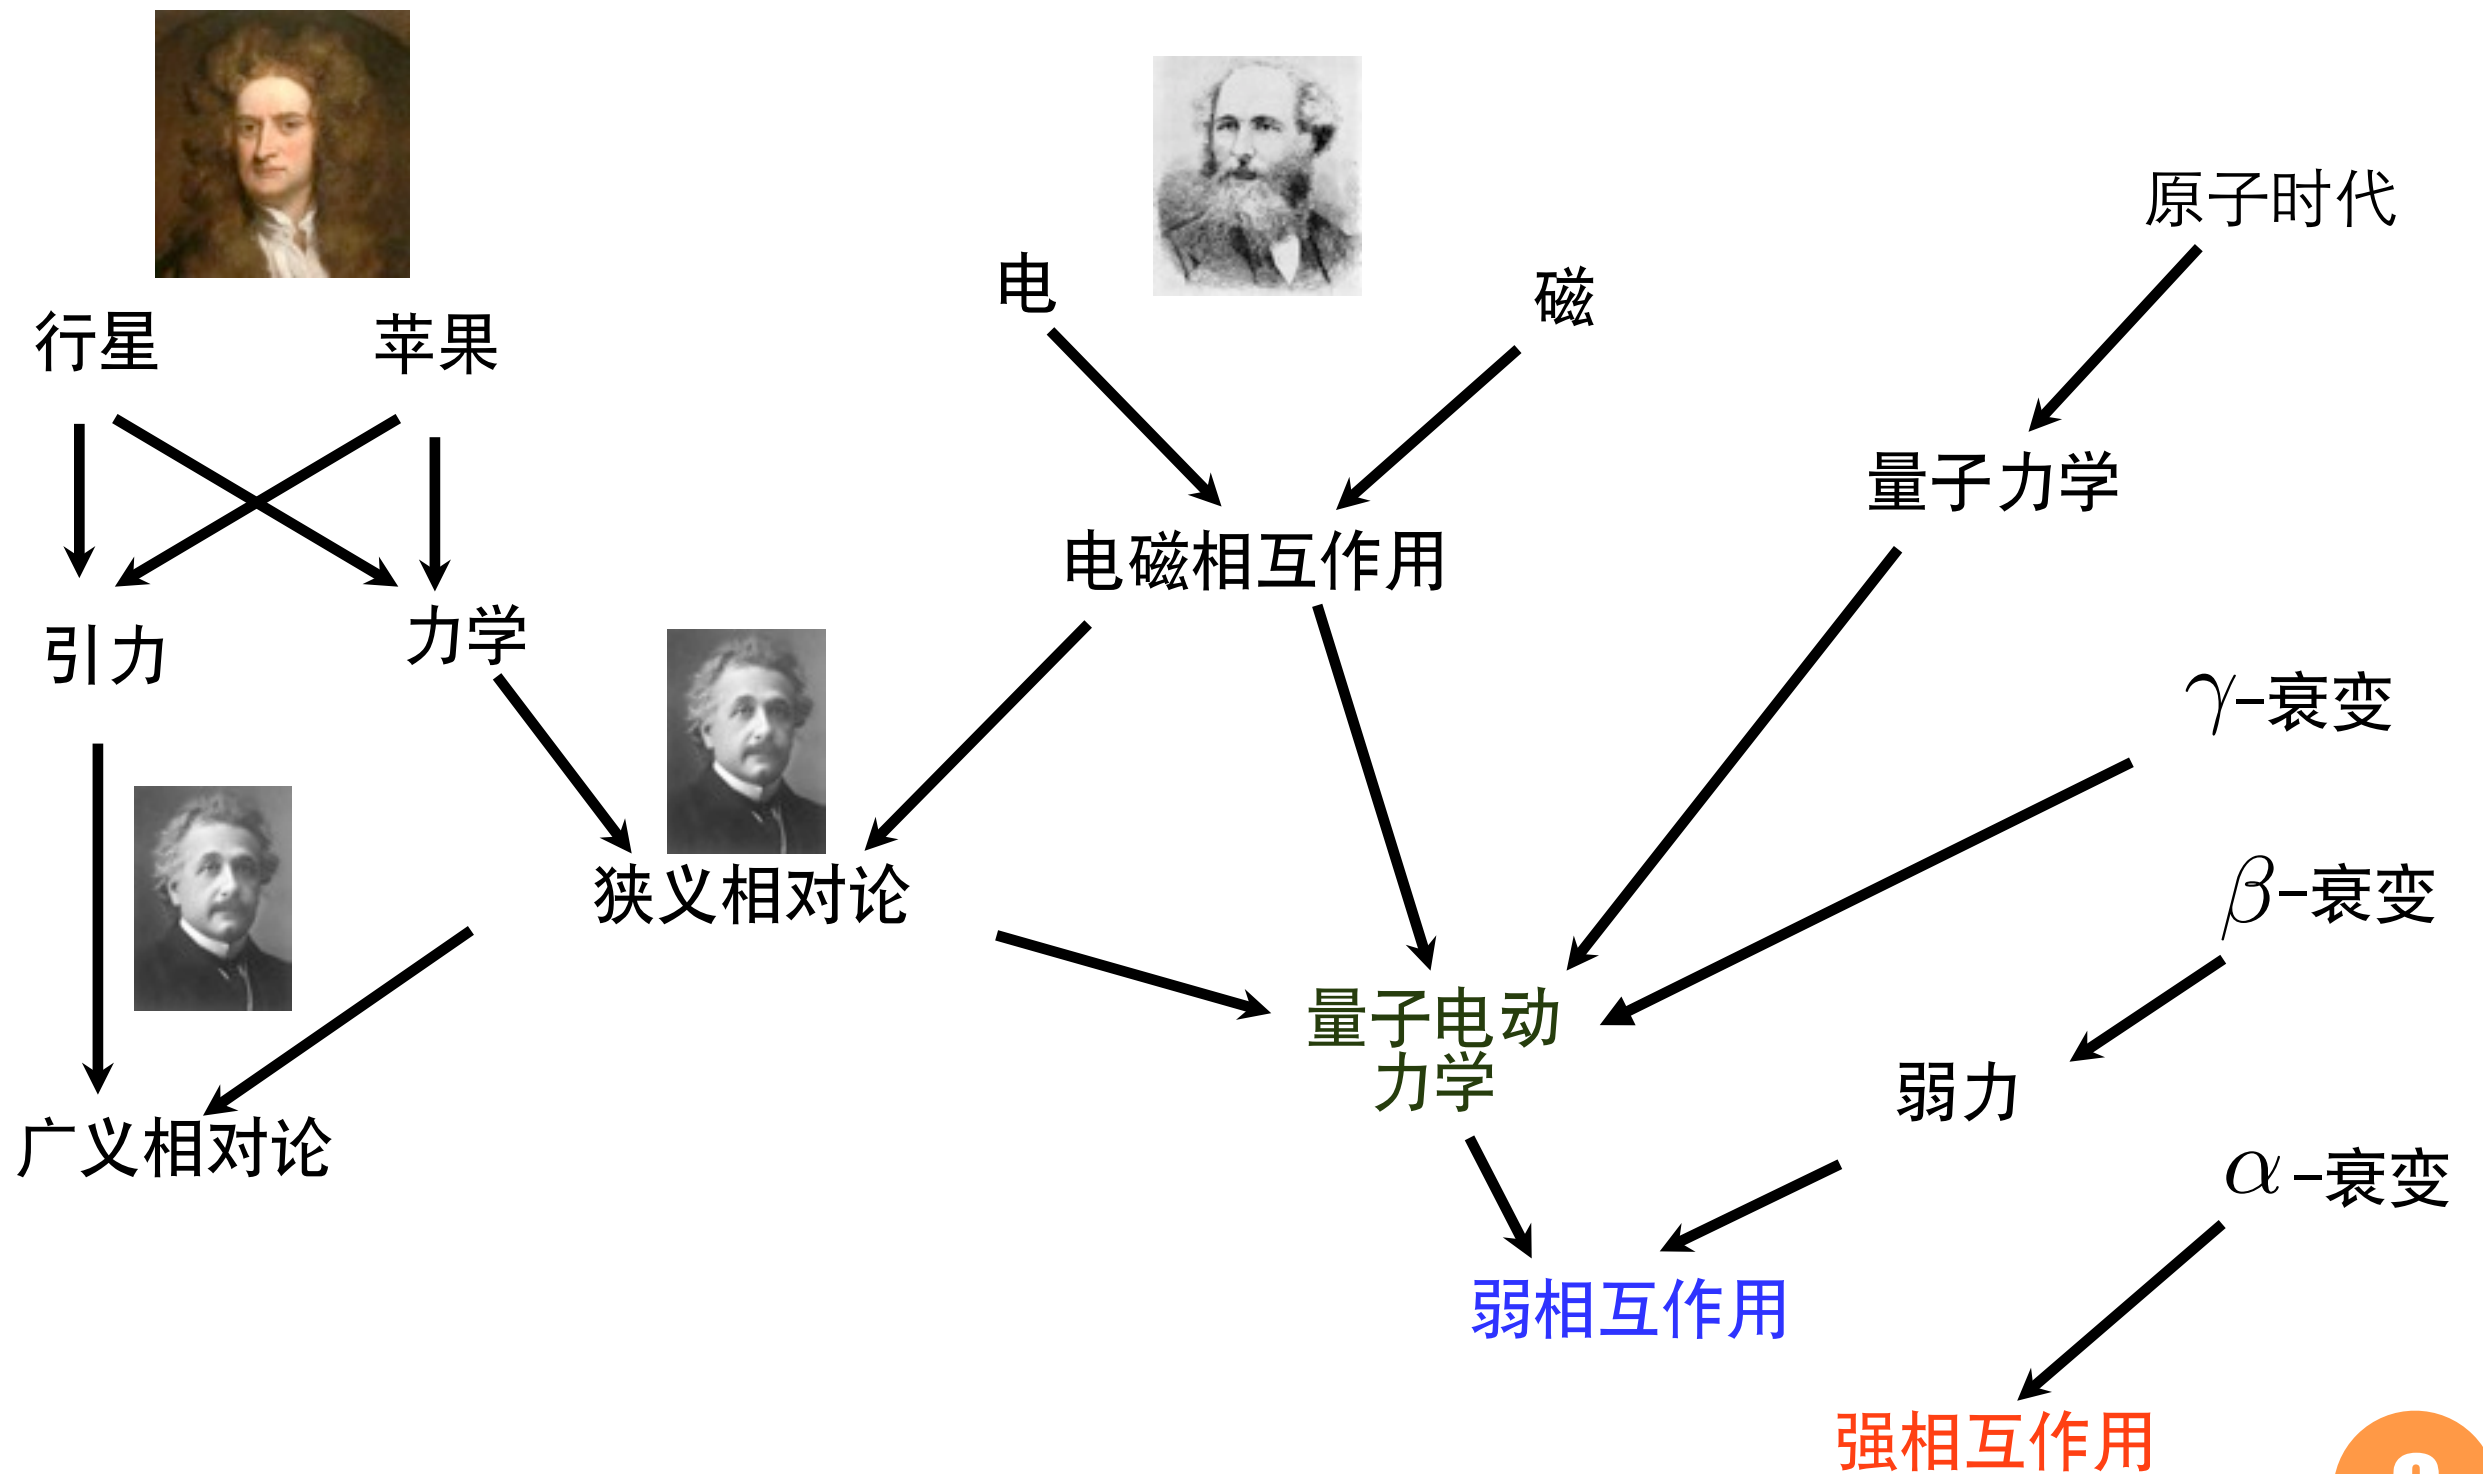 原子时代
电
磁
行星
苹果
量子力学
电磁相互作用
引力
力学
γ-衰变
狭义相对论
β-衰变
量子电动
力学
弱力
广义相对论
α-衰变
弱相互作用
强相互作用